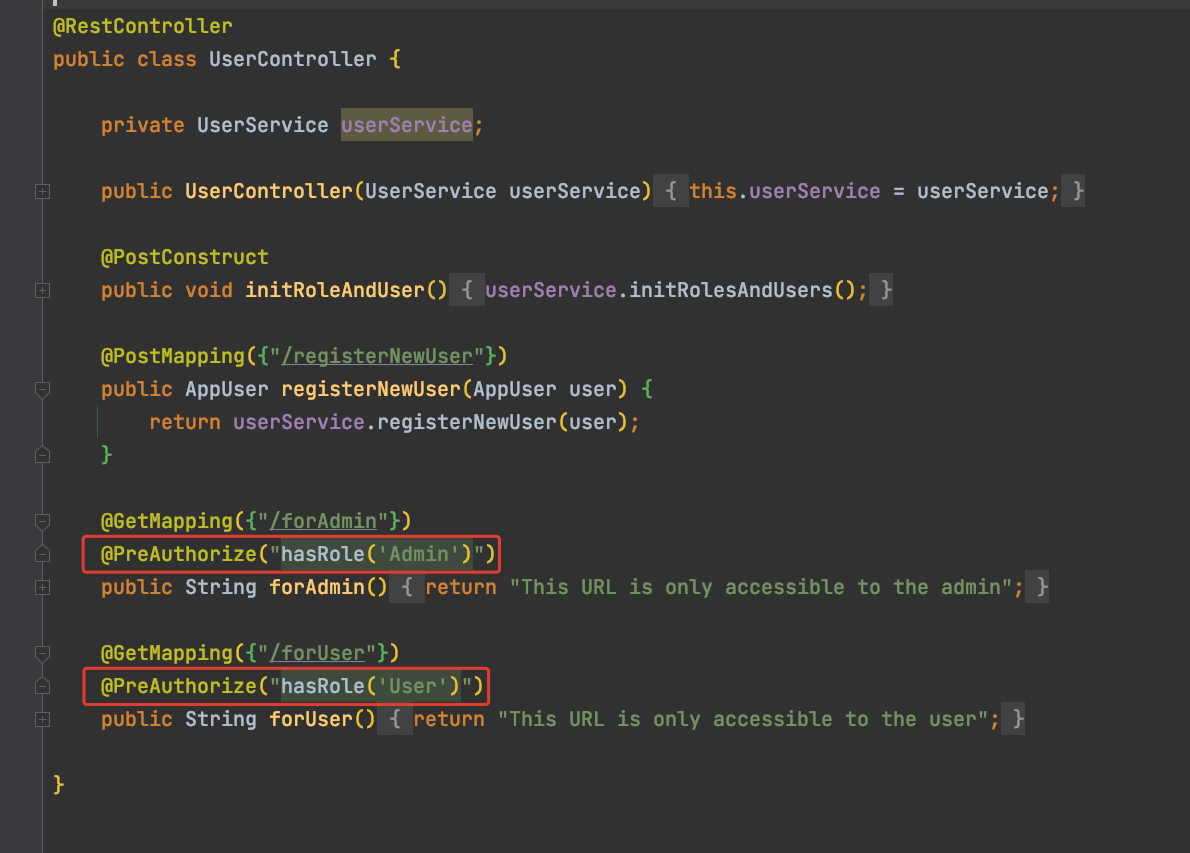 @RestController
public class UserController {
private UserService userService;
public UserController(UserService userService) { this.userService = userService; }
@PostConstruct
public void initRoleAndUser() { userService.initRolesAndUsers(); }
@PostMapping({"/registerNewUser"})
public AppUser registerNewUser(AppUser user) {
return userService.registerNewUser(user);
}
@GetMapping({"/forAdmin"})
@PreAuthorize("hasRole('Admin')")
public String forAdmin() { return "This URL is only accessible to the admin"; }
@GetMapping({"/forUser"})
@PreAuthorize("hasRole('User')")
public String forUser() { return "This URL is only accessible to the user"; }
}